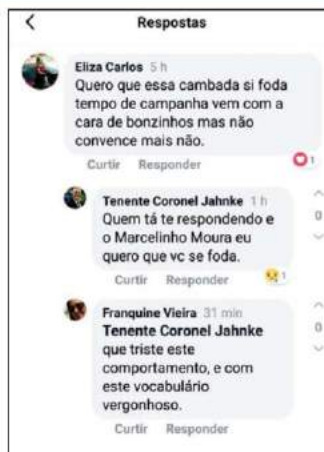 Respostas
Eliza Carlos 5 h
Quero que essa cambada si foda
tempo de campanha vem com a
cara de bonzinhos mas não
convence mais não.
Curtir Responder
1
Tenente Coronel Jahnke 1 h
Quem tá te respondendo e
o Marcelinho Moura eu
quero que vc se foda.
Curtir Responder
1
0
Franquine Vieira 31 min
Tenente Coronel Jahnke
que triste este
comportamento, e com
este vocabulário
vergonhoso.
Curtir Responder
0